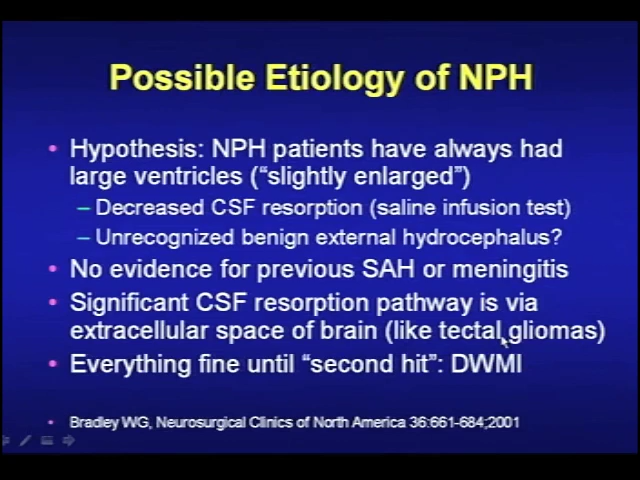 Possible Etiology of NPH
• Hypothesis: NPH patients have always had
large ventricles (“slightly enlarged”)
– Decreased CSF resorption (saline infusion test)
– Unrecognized benign external hydrocephalus?
• No evidence for previous SAH or meningitis
• Significant CSF resorption pathway is via
extracellular space of brain (like tectal gliomas)
• Everything fine until “second hit”: DWMI
• Bradley WG, Neurosurgical Clinics of North America 36:661-684;2001